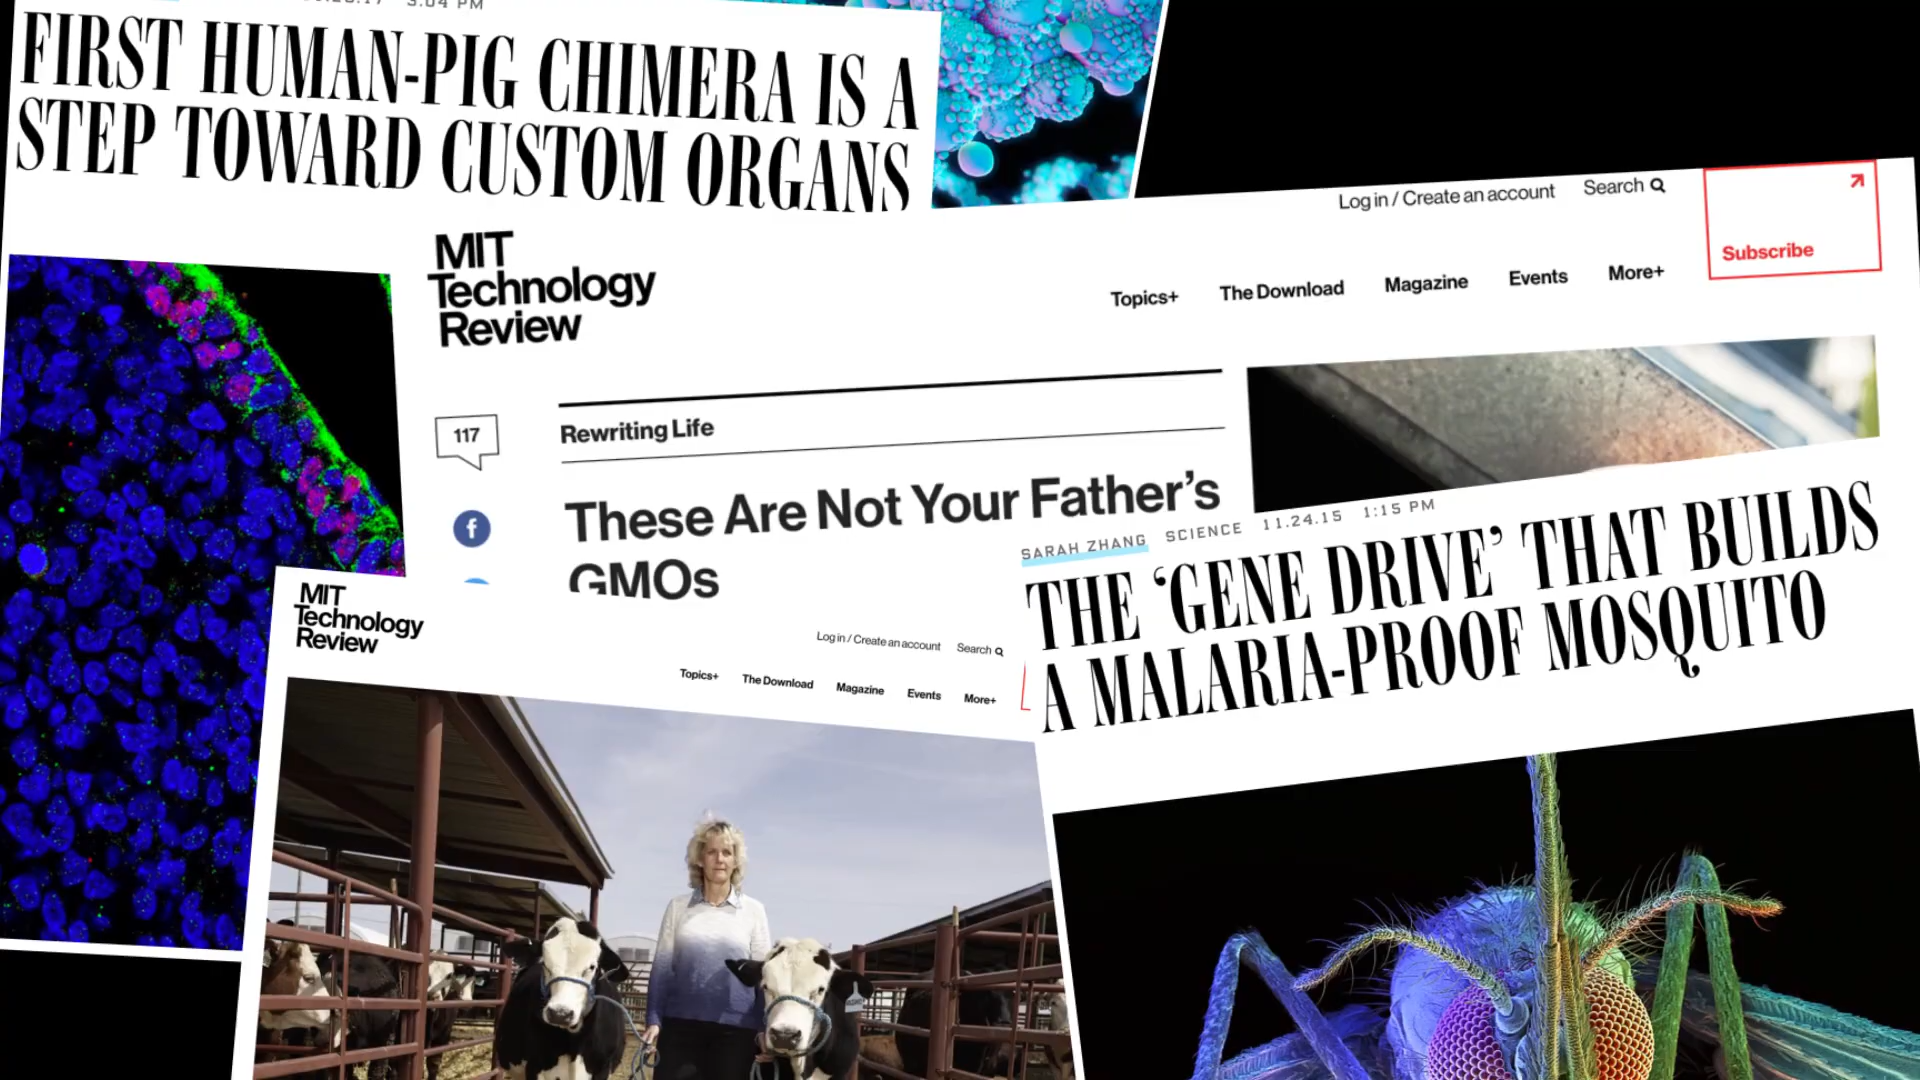 3:04 PM
FIRST HUMAN-PIG CHIMERA IS A
STEP TOWARD CUSTOM ORGANS
Log in / Create an account Search
Subscribe
MIT
Technology
Review
Topics+ The Download Magazine Events More+
117
Rewriting Life
f
These Are Not Your Father's
GMOs
SARAH ZHANG SCIENCE 11.24.15 1:15 PM
THE 'GENE DRIVE' THAT BUILDS
A MALARIA-PROOF MOSQUITO
MIT
Technology
Review
Log in / Create an account Search
Topics+ The Download Magazine Events More+